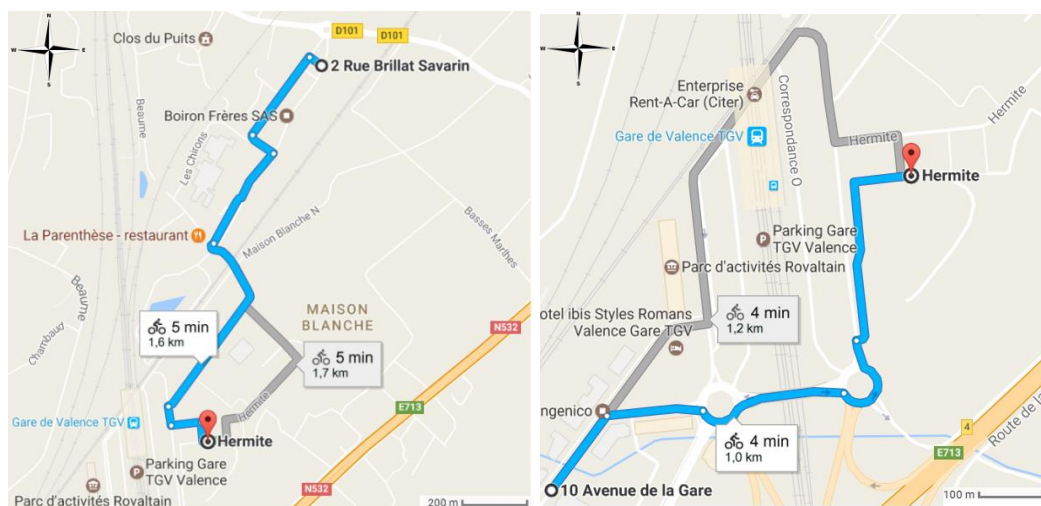 N
W E
S
Clos du Puits
D101
D101
2 Rue Brillat Savarin
Beaume
Boiron Frères SAS
Les Chirons
La Parenthèse - restaurant
Maison Blanche N
Basses Marlhes
Beaume
Chambaud
MAISON
BLANCHE
N532
5 min
1,6 km
5 min
1,7 km
Hermite
E713
Gare de Valence TGV
Hermite
Parking Gare
TGV Valence
Parc d'activités Rovaltain
N532
200 m
N
W E
S
Enterprise
Rent-A-Car (Citer)
Correspondance O
Gare de Valence TGV
Hermite
Hermite
Hermite
Parking Gare
TGV Valence
Parc d'activités Rovaltain
otel ibis Styles Romans
Valence Gare TGV
4 min
1,2 km
ngenico
4 min
1,0 km
4
Route de la
E713
10 Avenue de la Gare
100 m